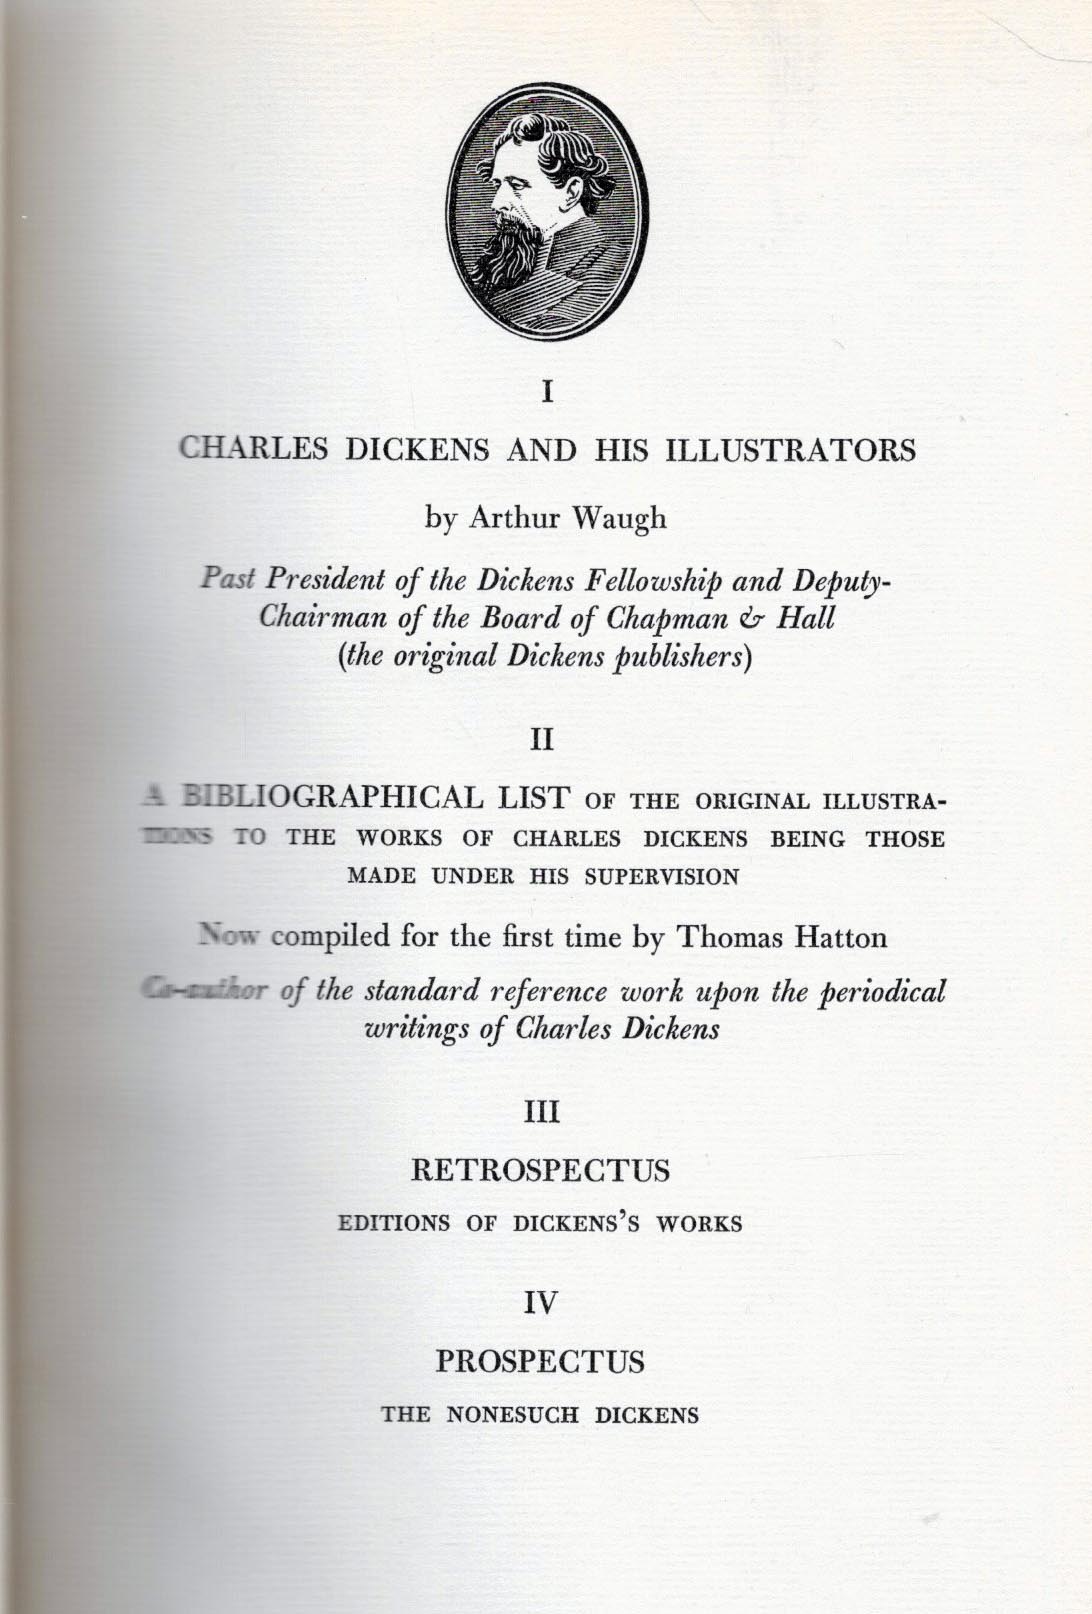 I
CHARLES DICKENS AND HIS ILLUSTRATORS
by Arthur Waugh
Past President of the Dickens Fellowship and Deputy-
Chairman of the Board of Chapman & Hall
(the original Dickens publishers)
II
A BIBLIOGRAPHICAL LIST OF THE ORIGINAL ILLUSTRA-
TIONS TO THE WORKS OF CHARLES DICKENS BEING THOSE
MADE UNDER HIS SUPERVISION
Now compiled for the first time by Thomas Hatton
Co-author of the standard reference work upon the periodical
writings of Charles Dickens
III
RETROSPECTUS
EDITIONS OF DICKENS'S WORKS
IV
PROSPECTUS
THE NONESUCH DICKENS